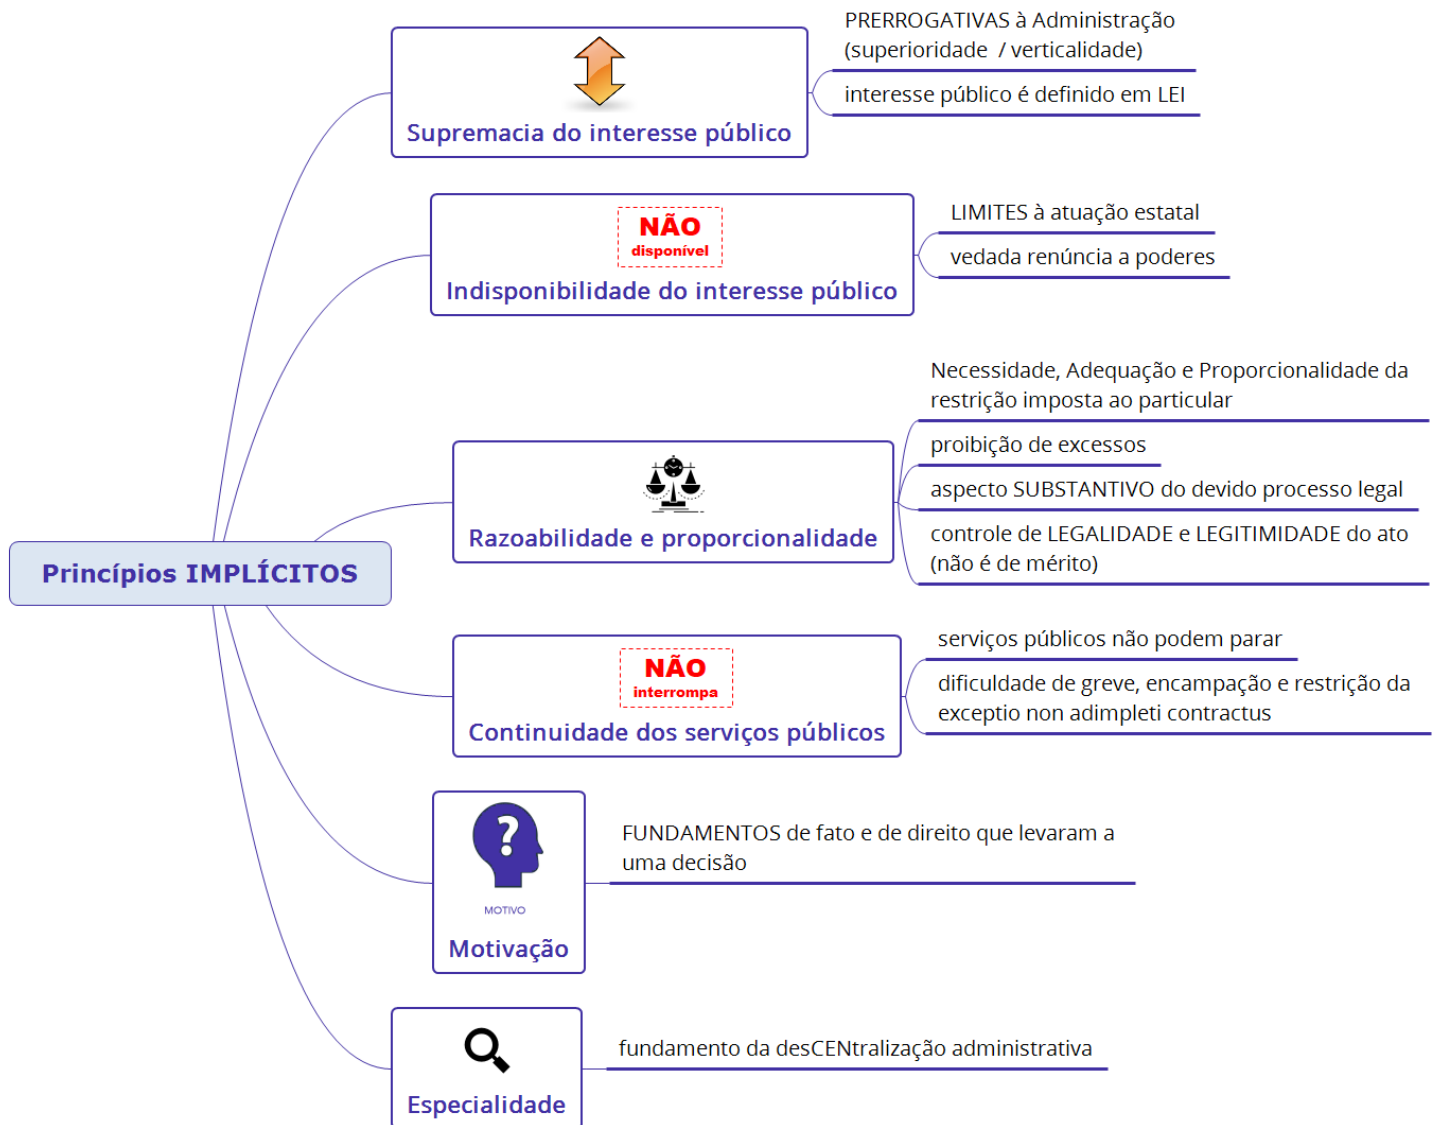 Princípios IMPLÍCITOS
Supremacia do interesse público
PRERROGATIVAS à Administração
(superioridade / verticalidade)
interesse público é definido em LEI
NÃO
disponível
Indisponibilidade do interesse público
LIMITES à atuação estatal
vedada renúncia a poderes
Razoabilidade e proporcionalidade
Necessidade, Adequação e Proporcionalidade da
restrição imposta ao particular
proibição de excessos
aspecto SUBSTANTIVO do devido processo legal
controle de LEGALIDADE e LEGITIMIDADE do ato
(não é de mérito)
NÃO
interrompa
Continuidade dos serviços públicos
serviços públicos não podem parar
dificuldade de greve, encampação e restrição da
exceptio non adimpleti contractus
?
MOTIVO
Motivação
FUNDAMENTOS de fato e de direito que levaram a
uma decisão
Especialidade
fundamento da desCENtralização administrativa